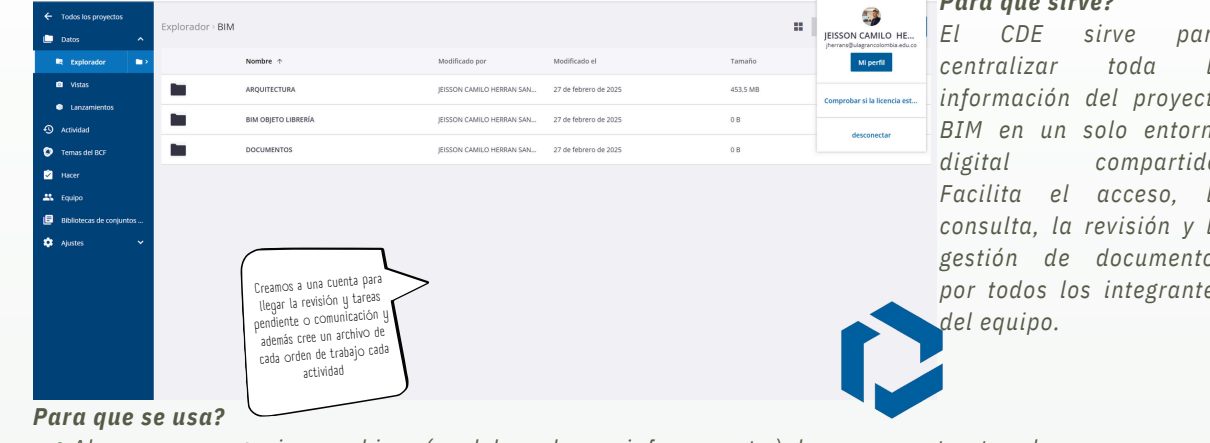 Todos los proyectos
Datos
Explorador
Vistas
Lanzamientos
Actividad
Temas del BCF
Hacer
Equipo
Bibliotecas de conjuntos ...
Ajustes
Explorador › BIM
Nombre ↑ Modificado por Modificado el Tamaño
ARQUITECTURA JEISSON CAMILO HERRAN SAN... 27 de febrero de 2025 453,5 MB
BIM OBJETO LIBRERÍA JEISSON CAMILO HERRAN SAN... 27 de febrero de 2025 0 B
DOCUMENTOS JEISSON CAMILO HERRAN SAN... 27 de febrero de 2025 0 B
JEISSON CAMILO HE...
jherrans@ulagrancolombia.edu.co
Mi perfil
Comprobar si la licencia est...
desconectar
Creamos a una cuenta para
llegar la revisión y tareas
pendiente o comunicación y
además cree un archivo de
cada orden de trabajo cada
actividad
Para que sirve?
El CDE sirve par
centralizar toda
información del proyect
BIM en un solo entorn
digital compartid
Facilita el acceso,
consulta, la revisión y
gestión de documento
por todos los integrante
del equipo.
Para que se usa?